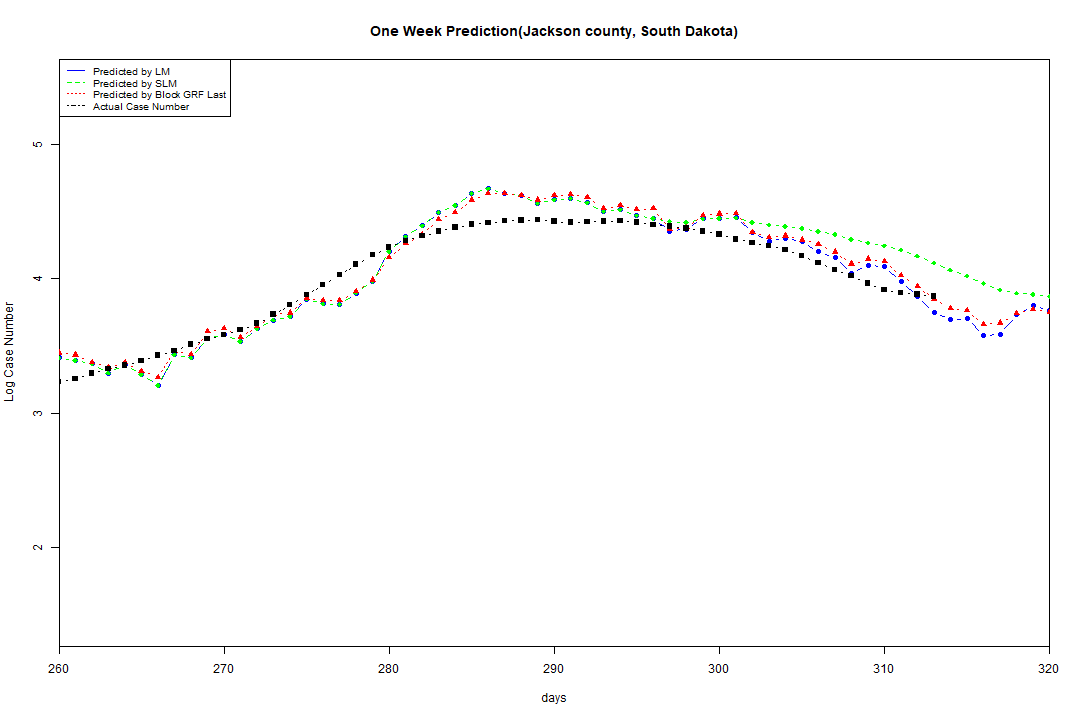 One Week Prediction(Jackson county, South Dakota)
Predicted by LM
Predicted by SLM
Predicted by Block GRF Last
Actual Case Number
5
4
3
2
Log Case Number
260 270 280 290 300 310 320
days